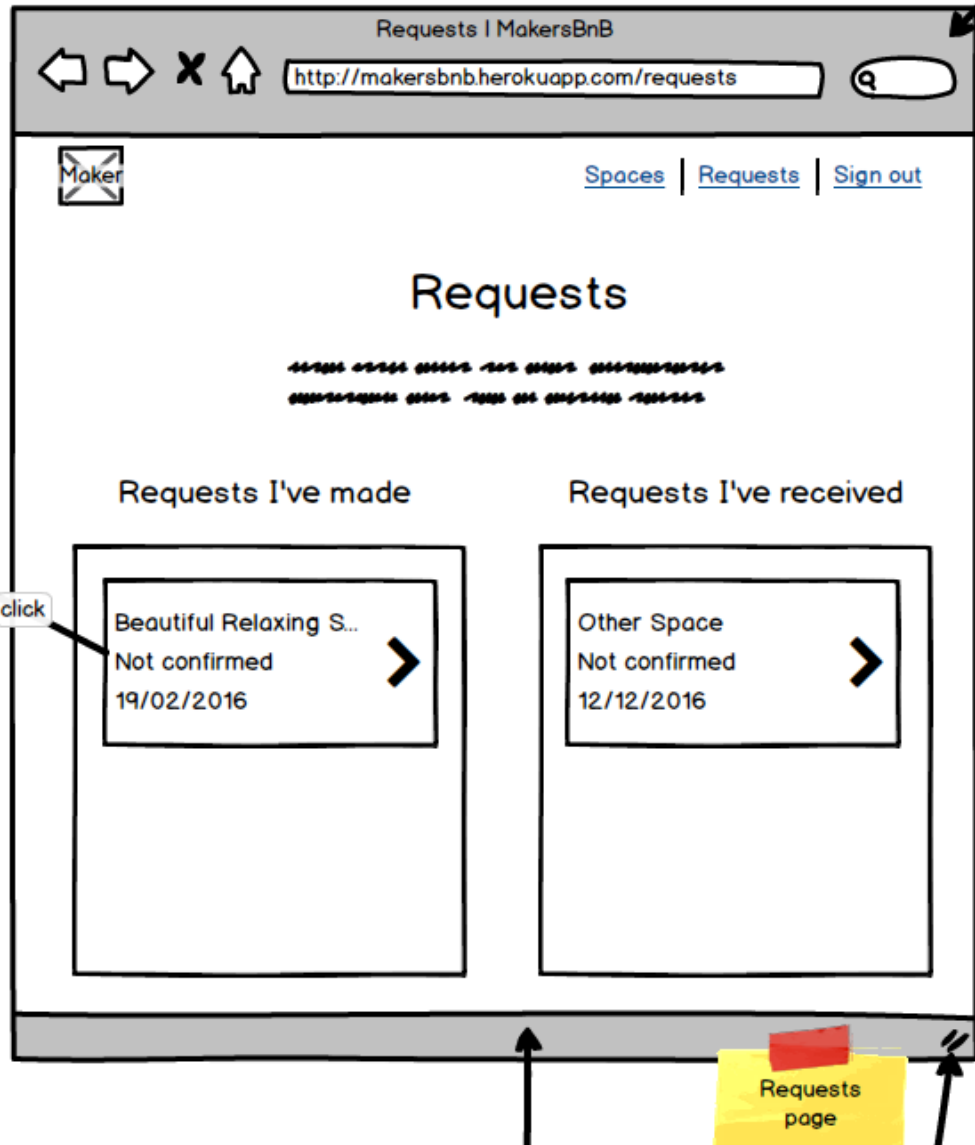 Requests | MakersBnB
http://makersbnb.herokuapp.com/requests
Maker
Spaces | Requests | Sign out
Requests
Requests I've made
Requests I've received
click
Beautiful Relaxing S...
Not confirmed
19/02/2016
Other Space
Not confirmed
12/12/2016
Requests
page